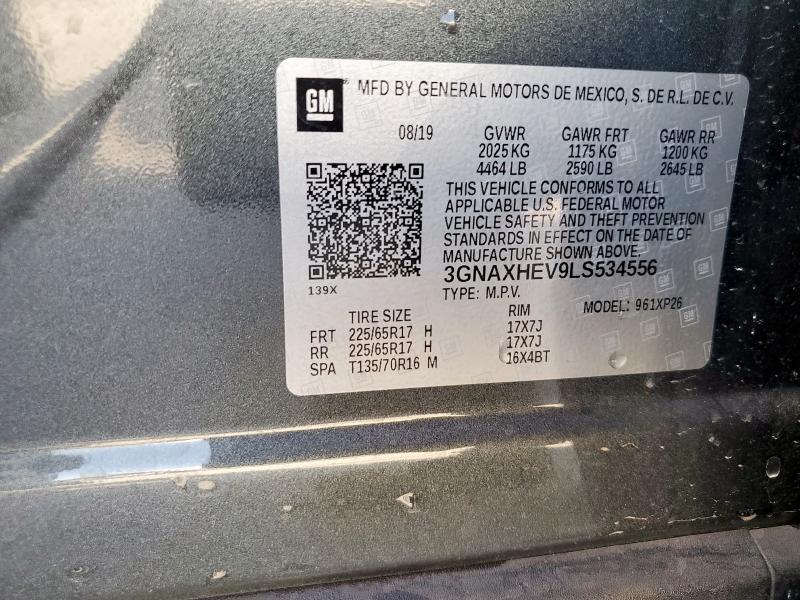 GM
MFD BY GENERAL MOTORS DE MEXICO, S. DE R.L. DE C.V.
08/19 GVWR GAWR FRT GAWR RR
2025 KG 1175 KG 1200 KG
4464 LB 2590 LB 2645 LB
THIS VEHICLE CONFORMS TO ALL
APPLICABLE U.S. FEDERAL MOTOR
VEHICLE SAFETY AND THEFT PREVENTION
STANDARDS IN EFFECT ON THE DATE OF
MANUFACTURE SHOWN ABOVE.
3GNAXHEV9LS534556
139X
TYPE: M.P.V. MODEL: 961XP26
TIRE SIZE RIM
FRT 225/65R17 H 17X7J
RR 225/65R17 H 17X7J
SPA T135/70R16 M 16X4BT